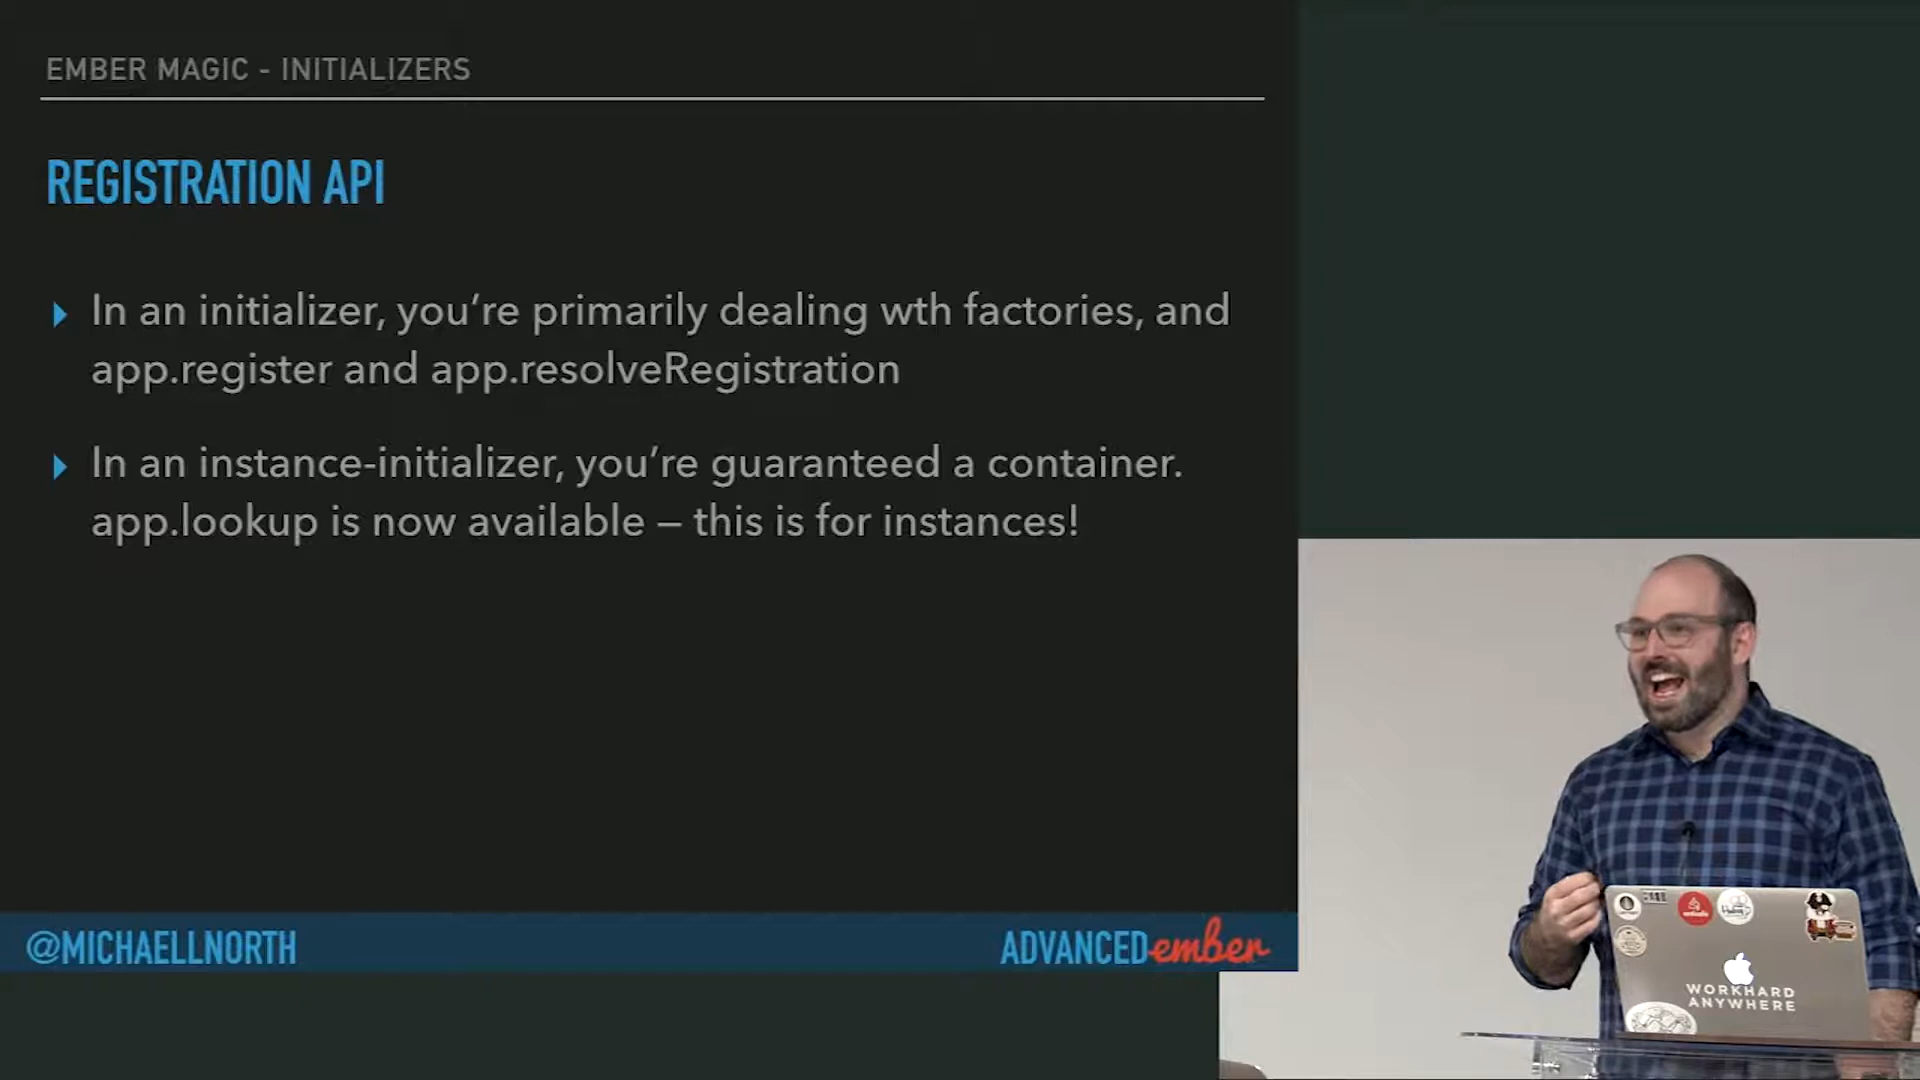 EMBER MAGIC - INITIALIZERS
REGISTRATION API
In an initializer, you're primarily dealing wth factories, and
app.register and app.resolveRegistration
In an instance-initializer, you're guaranteed a container.
app.lookup is now available – this is for instances!
@MICHAELLNORTH
ADVANCED ember
WORKHARD
ANYWHERE